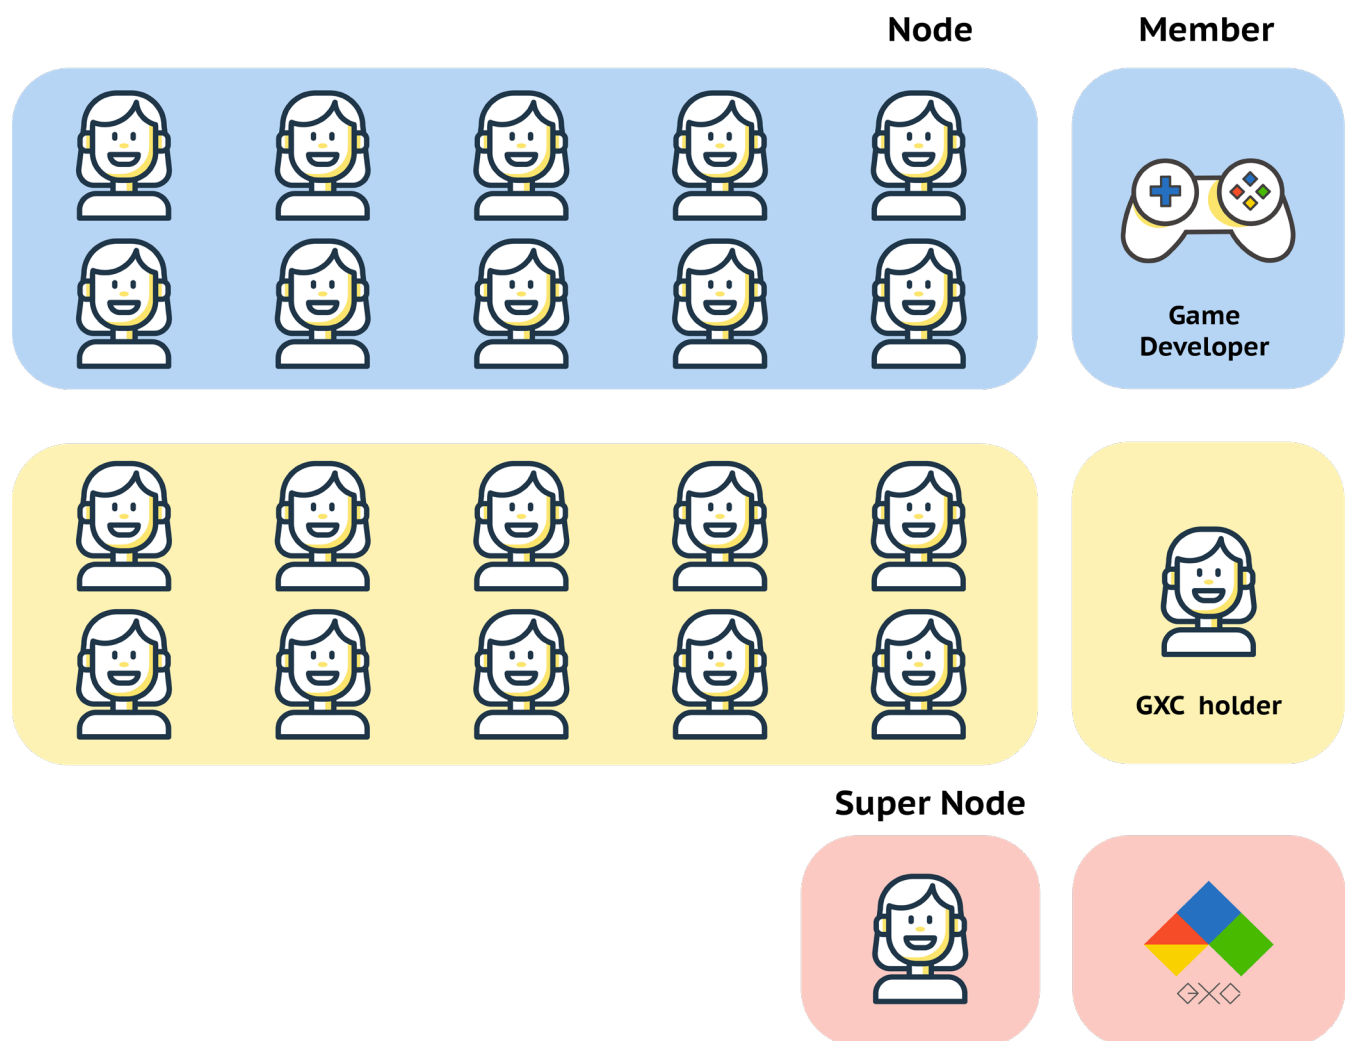 Node
Member
Game
Developer
GXC holder
Super Node
GXC